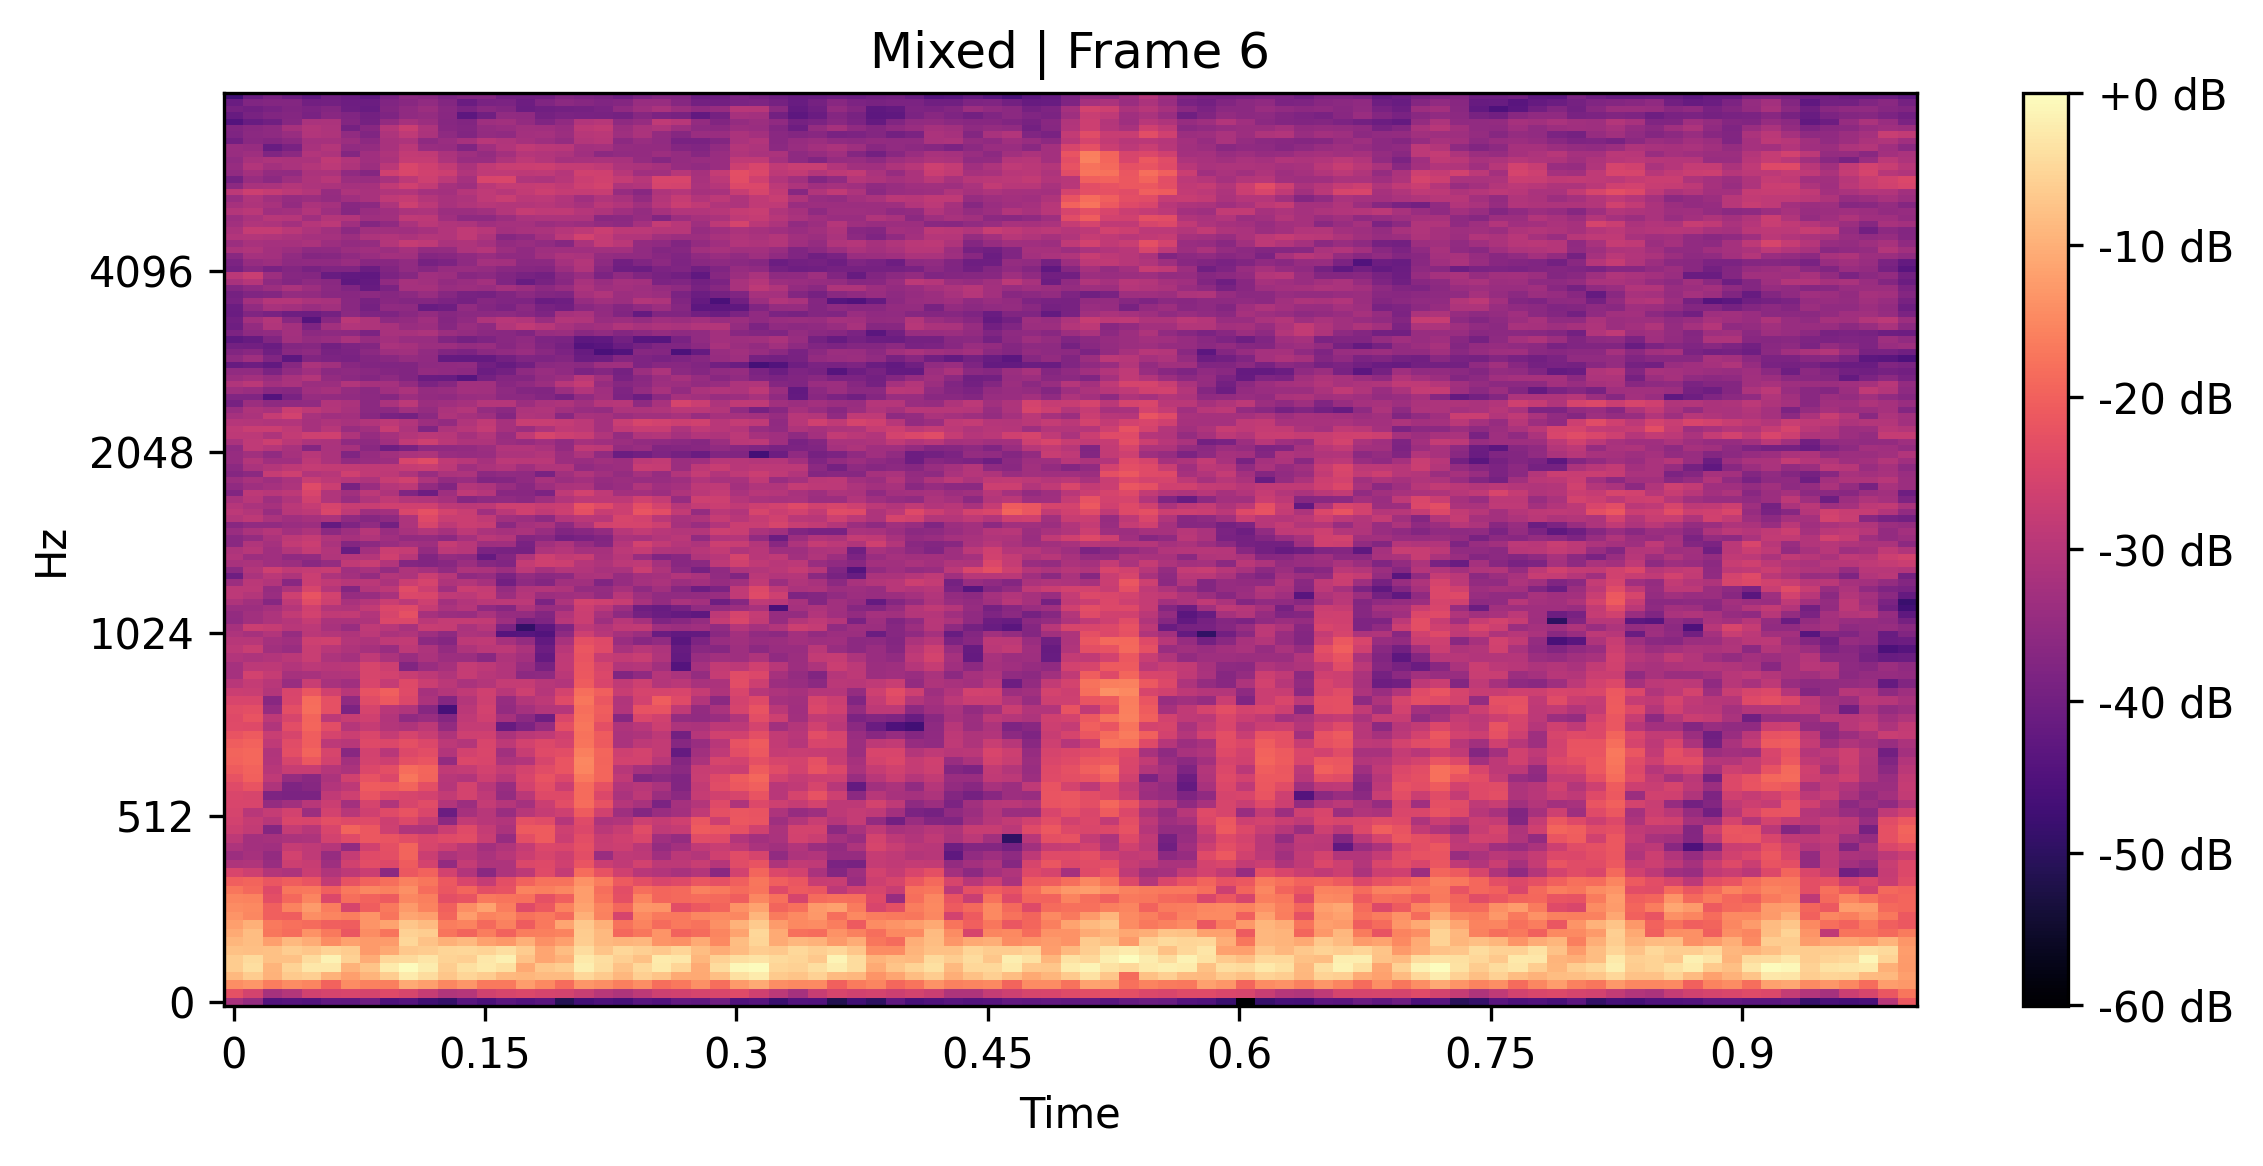 Mixed | Frame 6
Hz
4096
2048
1024
512
0
0 0.15 0.3 0.45 0.6 0.75 0.9
Time
+0 dB
-10 dB
-20 dB
-30 dB
-40 dB
-50 dB
-60 dB